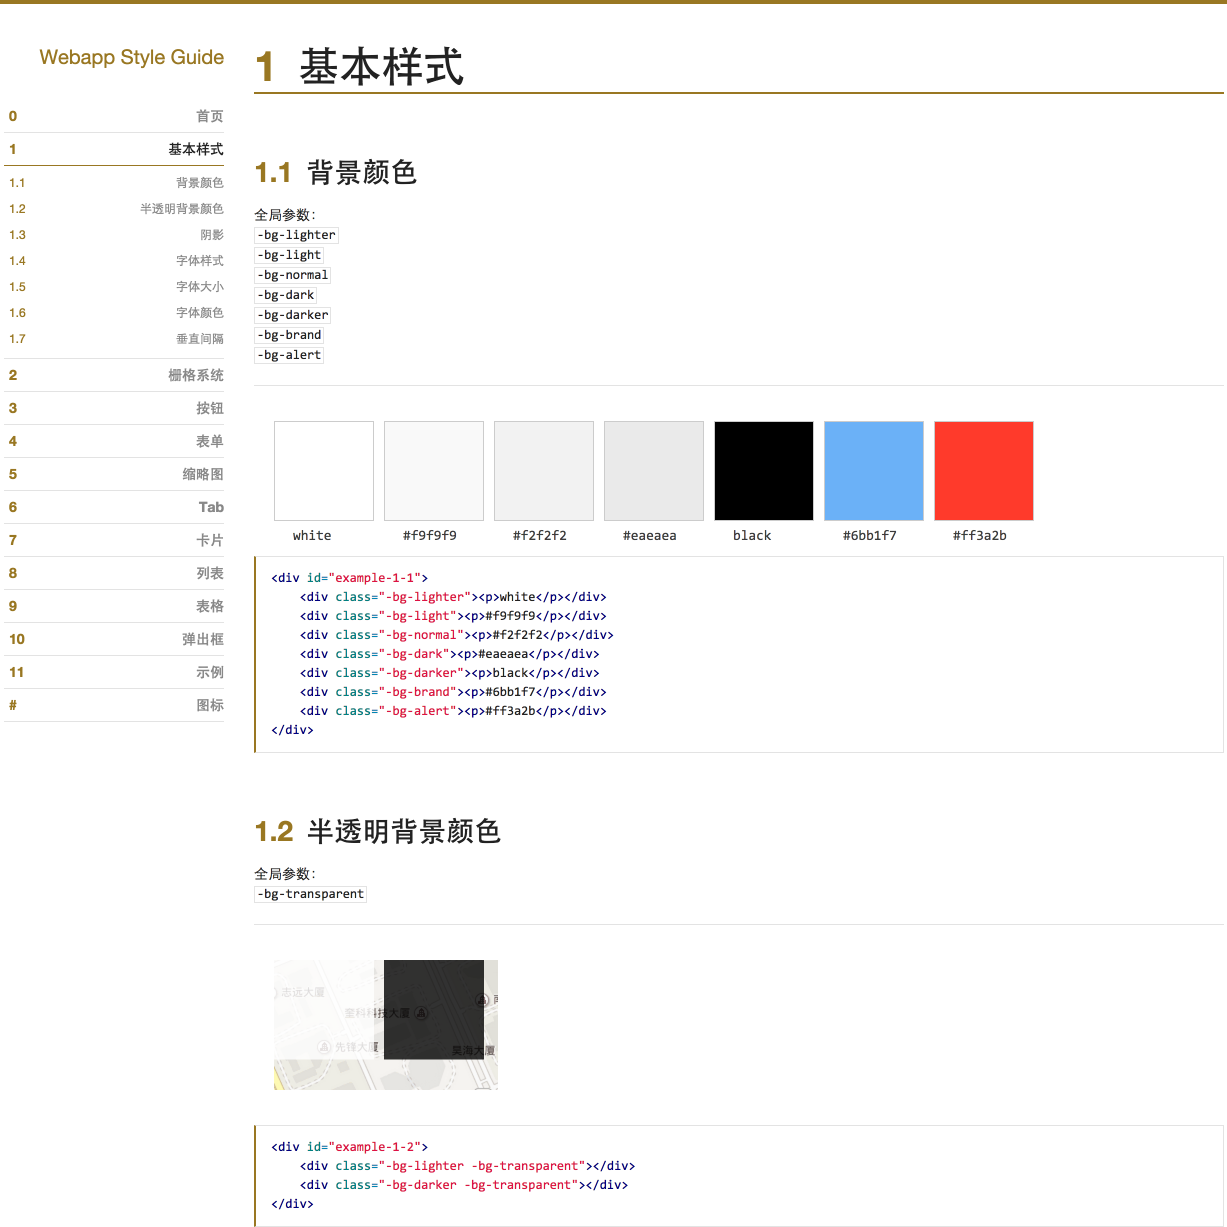 Webapp Style Guide
0 首页
1 基本样式
1.1 背景颜色
1.2 半透明背景颜色
1.3 阴影
1.4 字体样式
1.5 字体大小
1.6 字体颜色
1.7 垂直间隔
2 栅格系统
3 按钮
4 表单
5 缩略图
6 Tab
7 卡片
8 列表
9 表格
10 弹出框
11 示例
# 图标
1 基本样式
1.1 背景颜色
全局参数：
-bg-lighter
-bg-light
-bg-normal
-bg-dark
-bg-darker
-bg-brand
-bg-alert
white #f9f9f9 #f2f2f2 #eaeaea black #6bb1f7 #ff3a2b
<div id="example-1-1">
    <div class="-bg-lighter"><p>white</p></div>
    <div class="-bg-light"><p>#f9f9f9</p></div>
    <div class="-bg-normal"><p>#f2f2f2</p></div>
    <div class="-bg-dark"><p>#eaeaea</p></div>
    <div class="-bg-darker"><p>black</p></div>
    <div class="-bg-brand"><p>#6bb1f7</p></div>
    <div class="-bg-alert"><p>#ff3a2b</p></div>
</div>
1.2 半透明背景颜色
全局参数：
-bg-transparent
志远大厦
科技大厦
先锋大厦
海大厦
<div id="example-1-2">
    <div class="-bg-lighter -bg-transparent"></div>
    <div class="-bg-darker -bg-transparent"></div>
</div>